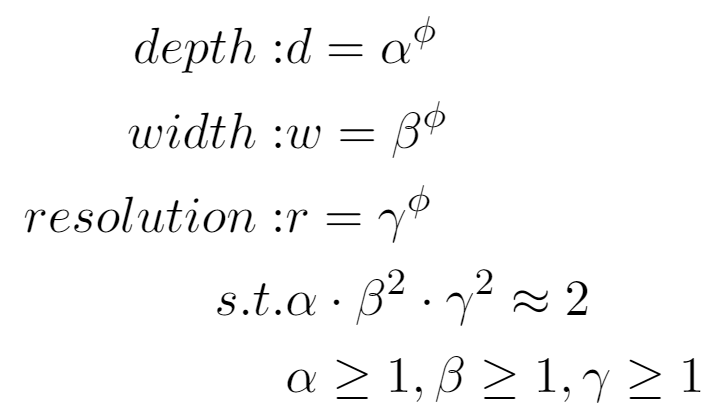 depth : d = α^ϕ
width : w = β^ϕ
resolution : r = γ^ϕ
s.t. α · β² · γ² ≈ 2
α ≥ 1, β ≥ 1, γ ≥ 1